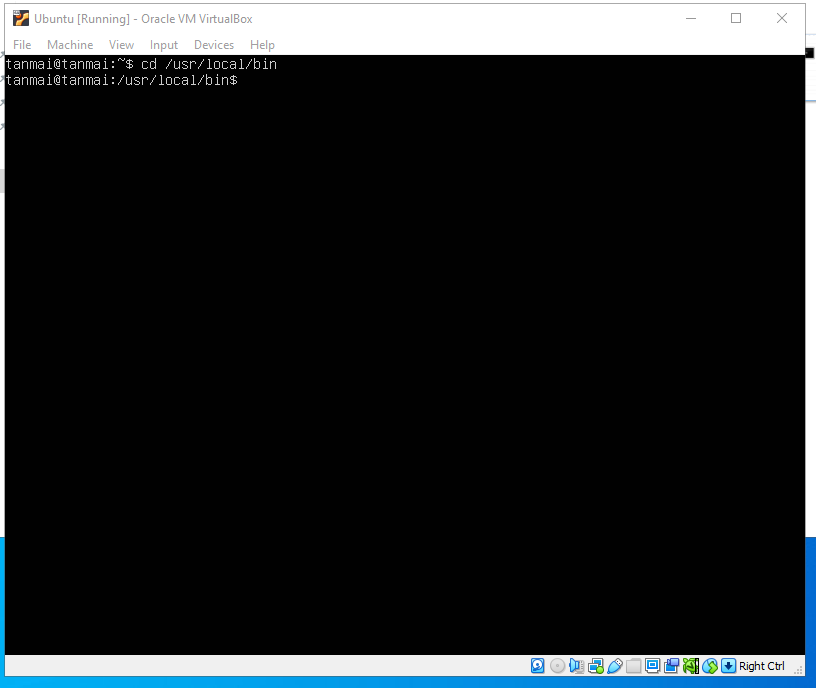 Ubuntu [Running] - Oracle VM VirtualBox
File Machine View Input Devices Help
tanmai@tanmai:~$ cd /usr/local/bin
tanmai@tanmai:/usr/local/bin$
Right Ctrl